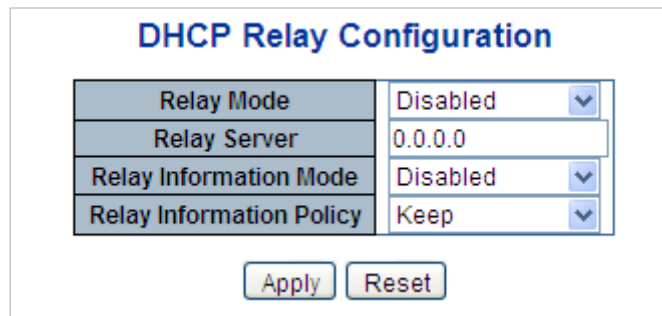 DHCP Relay Configuration
Relay Mode Disabled
Relay Server 0.0.0.0
Relay Information Mode Disabled
Relay Information Policy Keep
Apply Reset